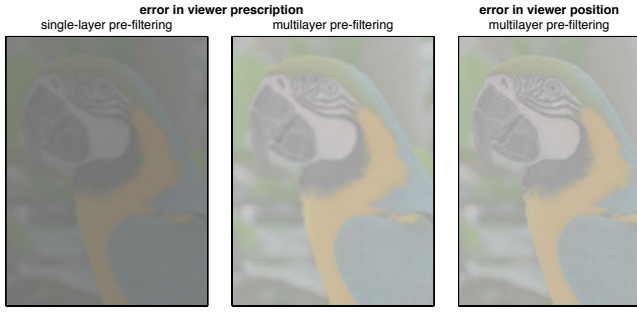 error in viewer prescription
single-layer pre-filtering
multilayer pre-filtering
error in viewer position
multilayer pre-filtering